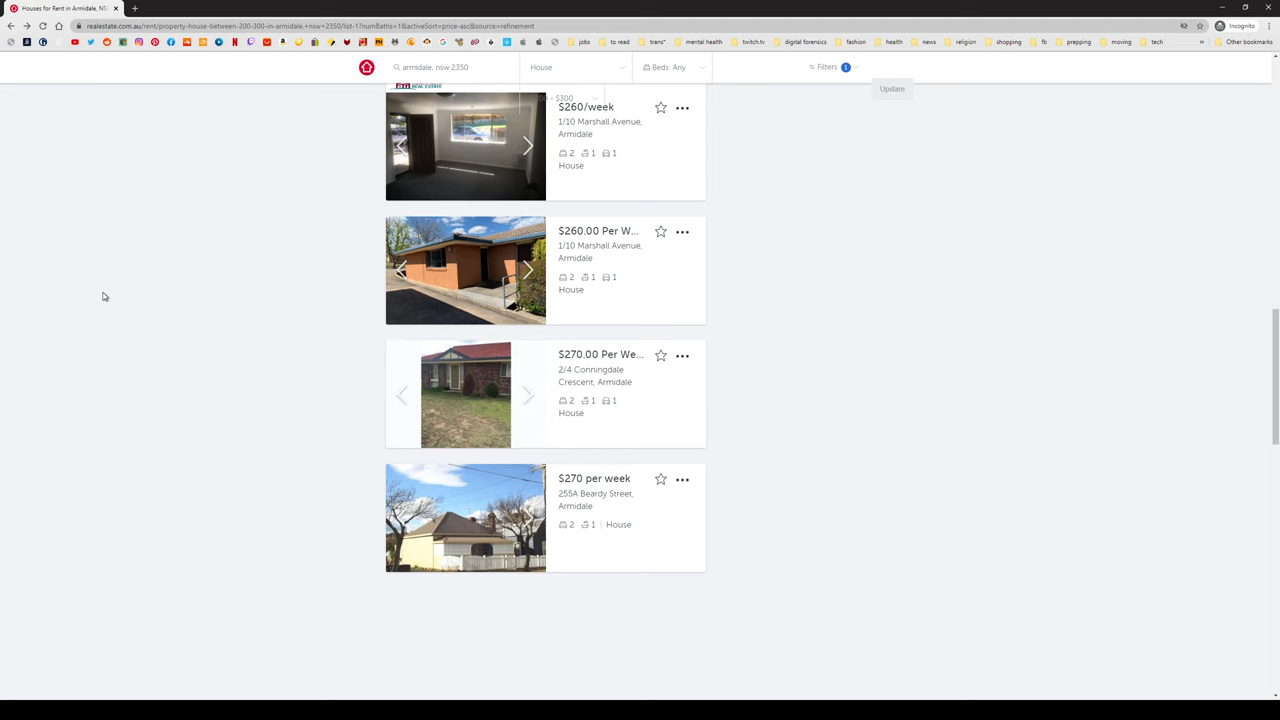 Houses for Rent in Armidale, NS
realestate.com.au/rent/property-house-between-200-300-in-armidale,+nsw+2350/list-1?numBaths=1&activeSort=price-asc&source=refinement
Incognito
jobs
to read
trans*
mental health
twitch.tv
digital forensics
fashion
health
news
religion
shopping
fb
prepping
moving
tech
»
Other bookmarks
armidale, nsw 2350
House
Beds: Any
Filters 1
Update
REAL ESTATE
$300
$260/week
1/10 Marshall Avenue,
Armidale
2 1 1
House
$260.00 Per W...
1/10 Marshall Avenue,
Armidale
2 1 1
House
$270.00 Per We...
2/4 Conningdale
Crescent, Armidale
2 1 1
House
$270 per week
255A Beardy Street,
Armidale
2 1 House